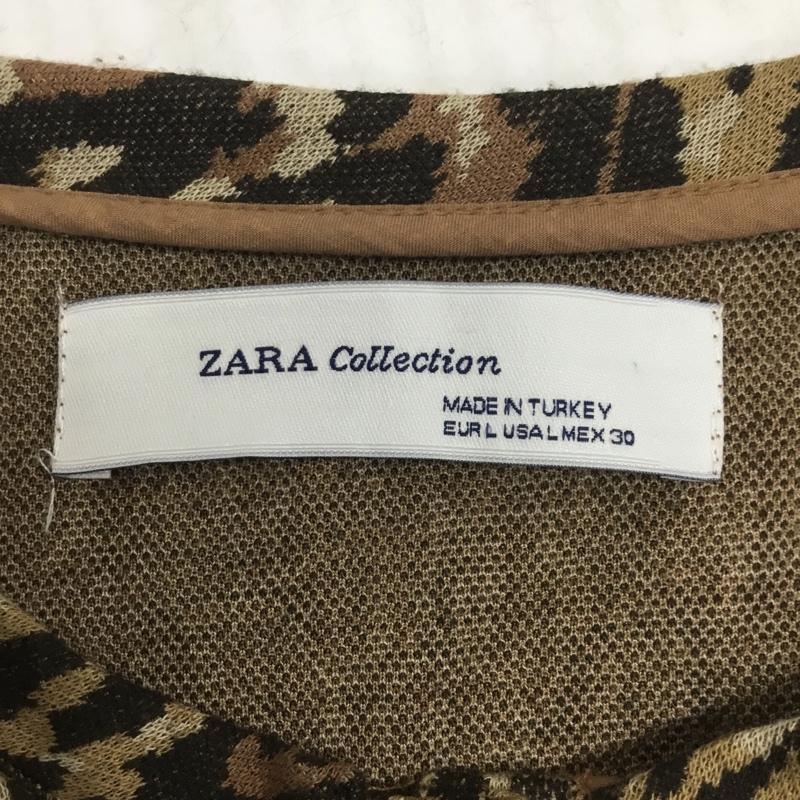 ZARA Collection
MADE IN TURKEY
EUR L USA L MEX 30